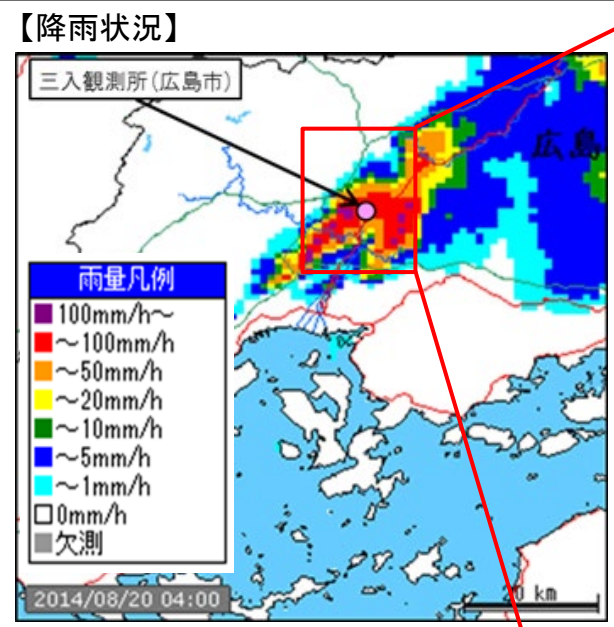 【降雨状況】
三入観測所(広島市)
広島
雨量凡例
100mm/h～
～100mm/h
～50mm/h
～20mm/h
～10mm/h
～5mm/h
～1mm/h
0mm/h
欠測
2014/08/20 04:00
20 km